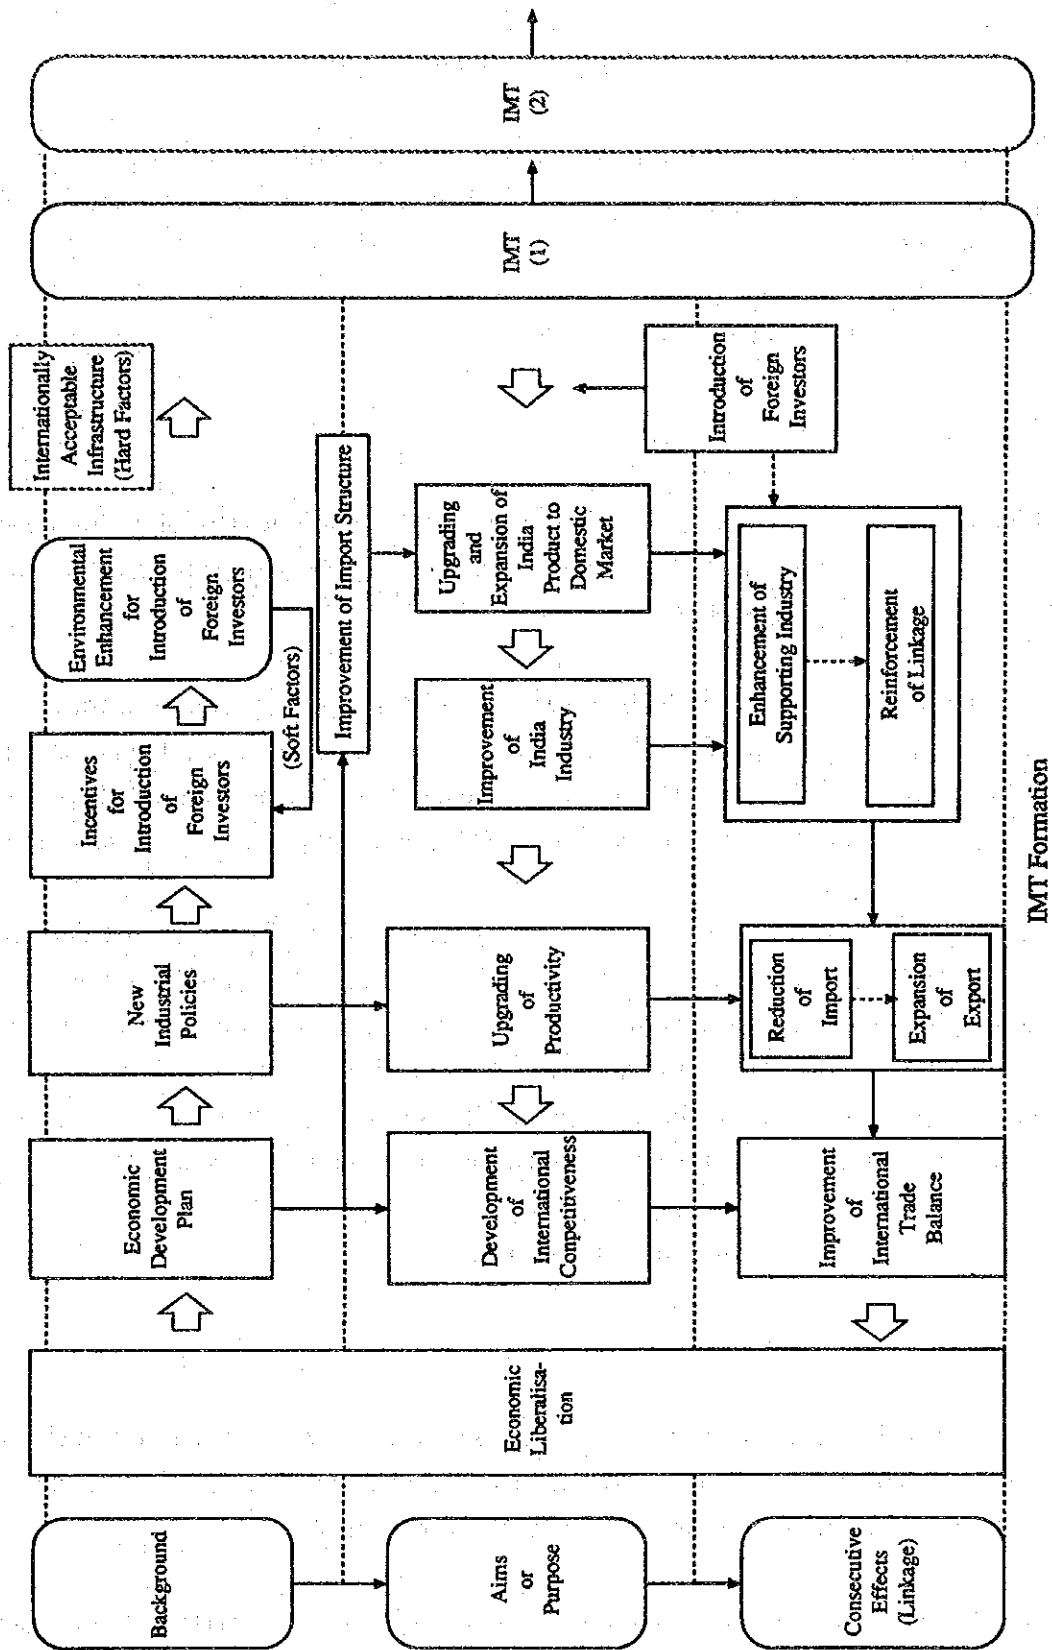 Background
Economic
Liberalisa-
tion
Economic
Development
Plan
New
Industrial
Policies
Incentives
for
Introduction
of
Foreign
Investors
Environmental
Enhancement
for
Introduction
of
Foreign
Investors
(Soft Factors)
Internationally
Acceptable
Infrastructure
(Hard Factors)
Improvement of Import Structure
Aims
or
Purpose
Development
of
International
Conpetitiveness
Upgrading
of
Productivity
Improvement
of
India
Industry
Upgrading
and
Expansion of
India
Product to
Domestic
Market
Introduction
of
Foreign
Investors
Consecutive
Effects
(Linkage)
Improvement
of
International
Trade
Balance
Reduction
of
Import
Expansion
of
Export
Enhancement of
Supporting Industry
Reinforcement
of Linkage
IMT
(1)
IMT
(2)
IMT Formation